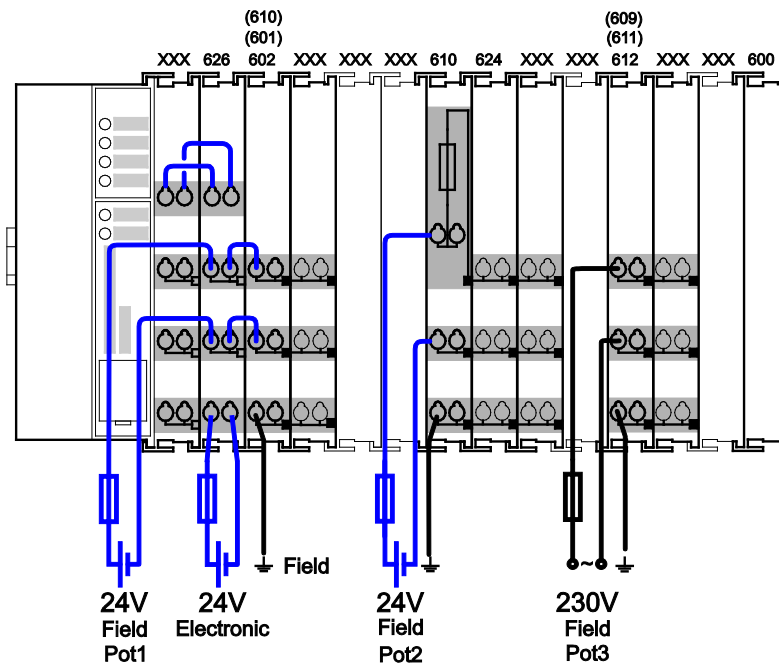 (610) (609)
(601) (611)
XXX 626 602 XXX XXX XXX 610 624 XXX XXX 612 XXX XXX 600
Field
24V 24V 24V 230V
Field Electronic Field Field
Pot1 Pot2 Pot3